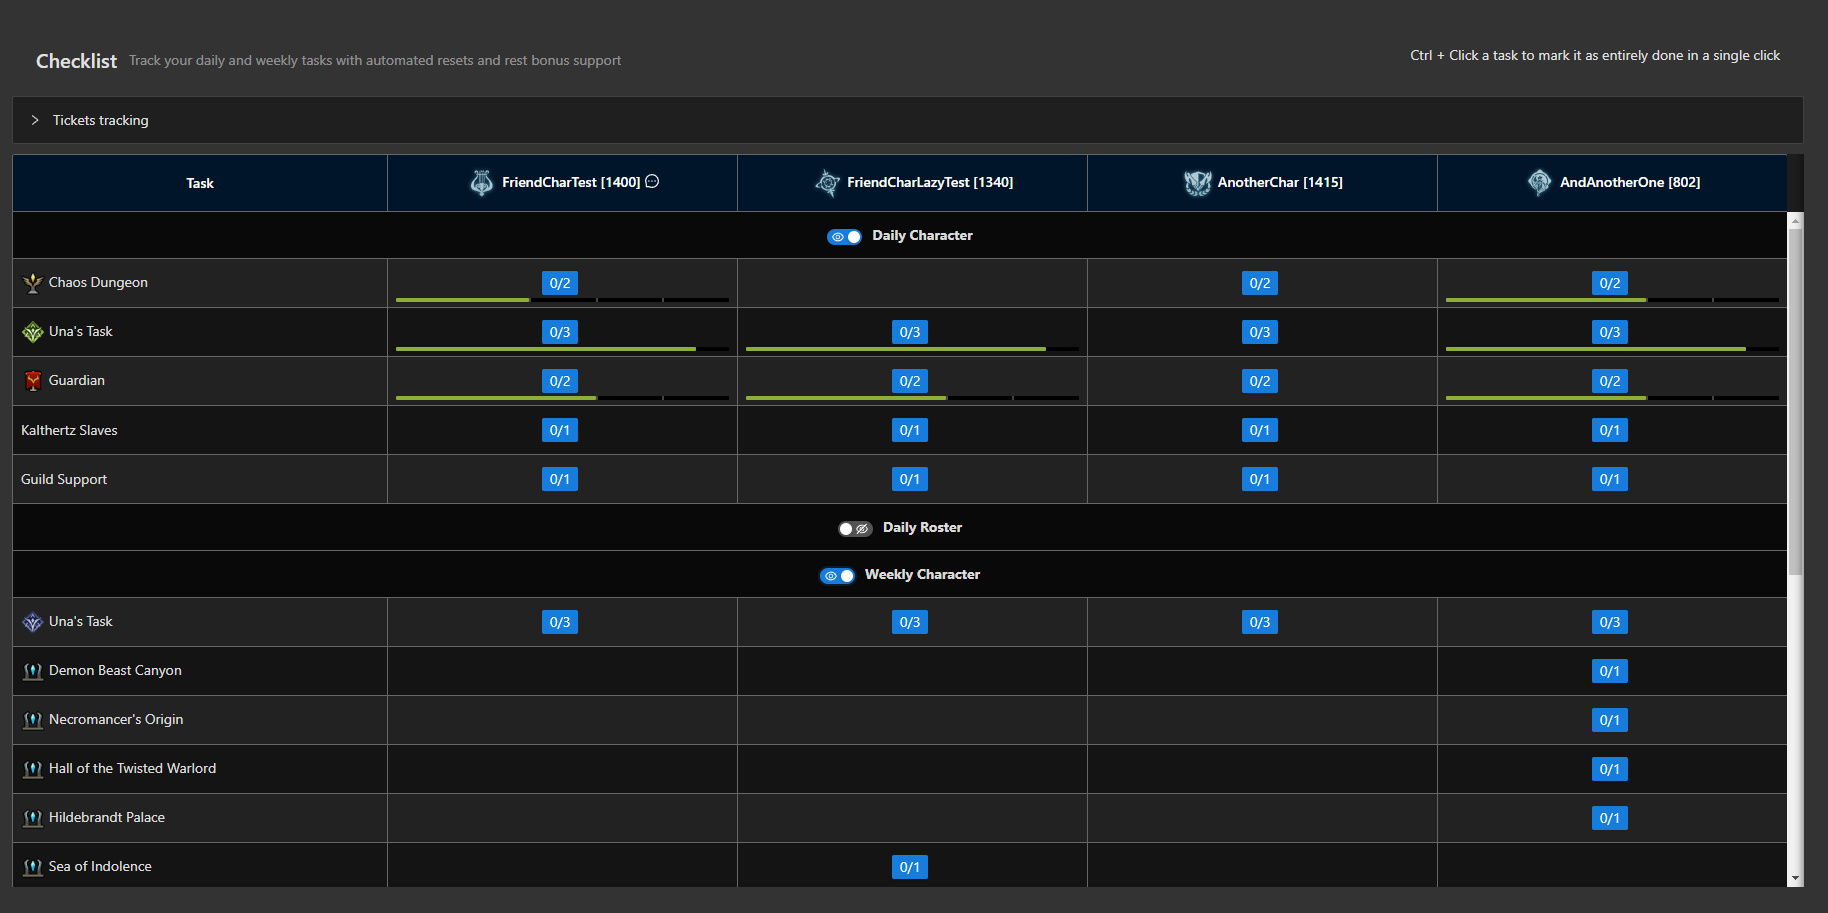 Checklist Track your daily and weekly tasks with automated resets and rest bonus support
Ctrl + Click a task to mark it as entirely done in a single click
Tickets tracking
Task FriendCharTest [1400] FriendCharLazyTest [1340] AnotherChar [1415] AndAnotherOne [802]
Daily Character
Chaos Dungeon 0/2 0/2 0/2
Una's Task 0/3 0/3 0/3 0/3
Guardian 0/2 0/2 0/2 0/2
Kalthertz Slaves 0/1 0/1 0/1 0/1
Guild Support 0/1 0/1 0/1 0/1
Daily Roster
Weekly Character
Una's Task 0/3 0/3 0/3 0/3
Demon Beast Canyon 0/1
Necromancer's Origin 0/1
Hall of the Twisted Warlord 0/1
Hildebrandt Palace 0/1
Sea of Indolence 0/1